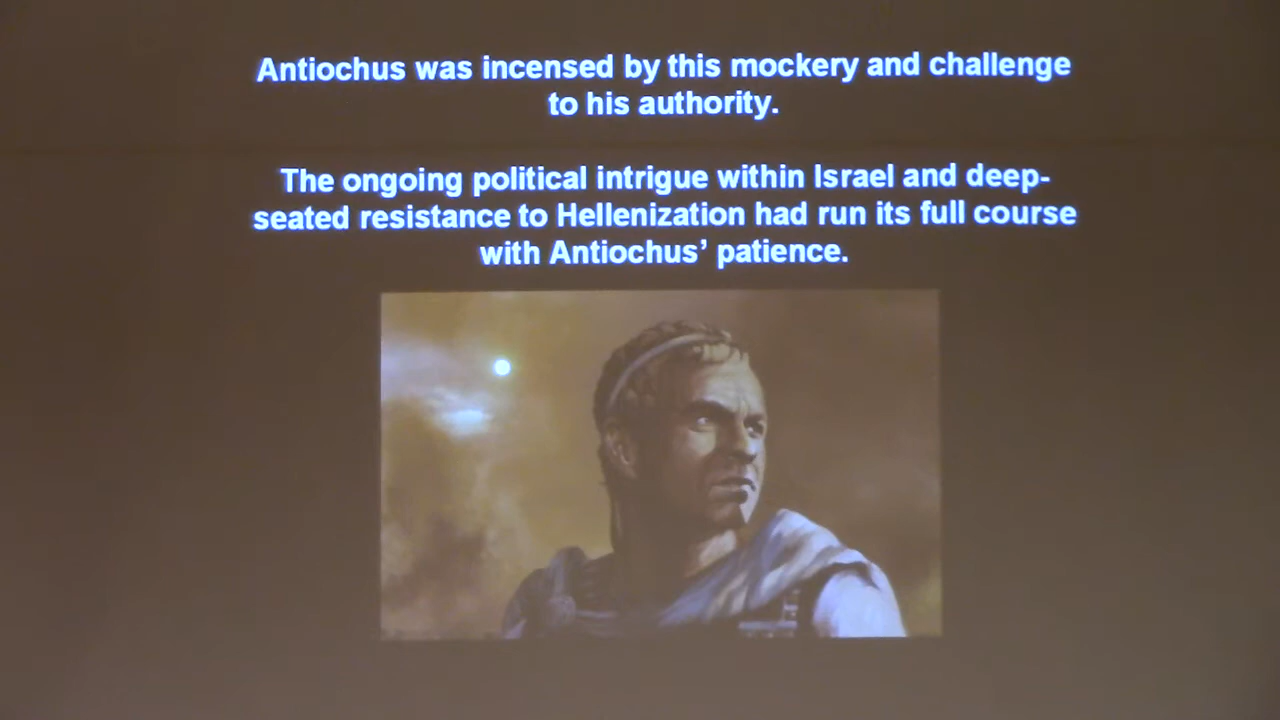 Antiochus was incensed by this mockery and challenge
to his authority.
The ongoing political intrigue within Israel and deep-
seated resistance to Hellenization had run its full course
with Antiochus’ patience.